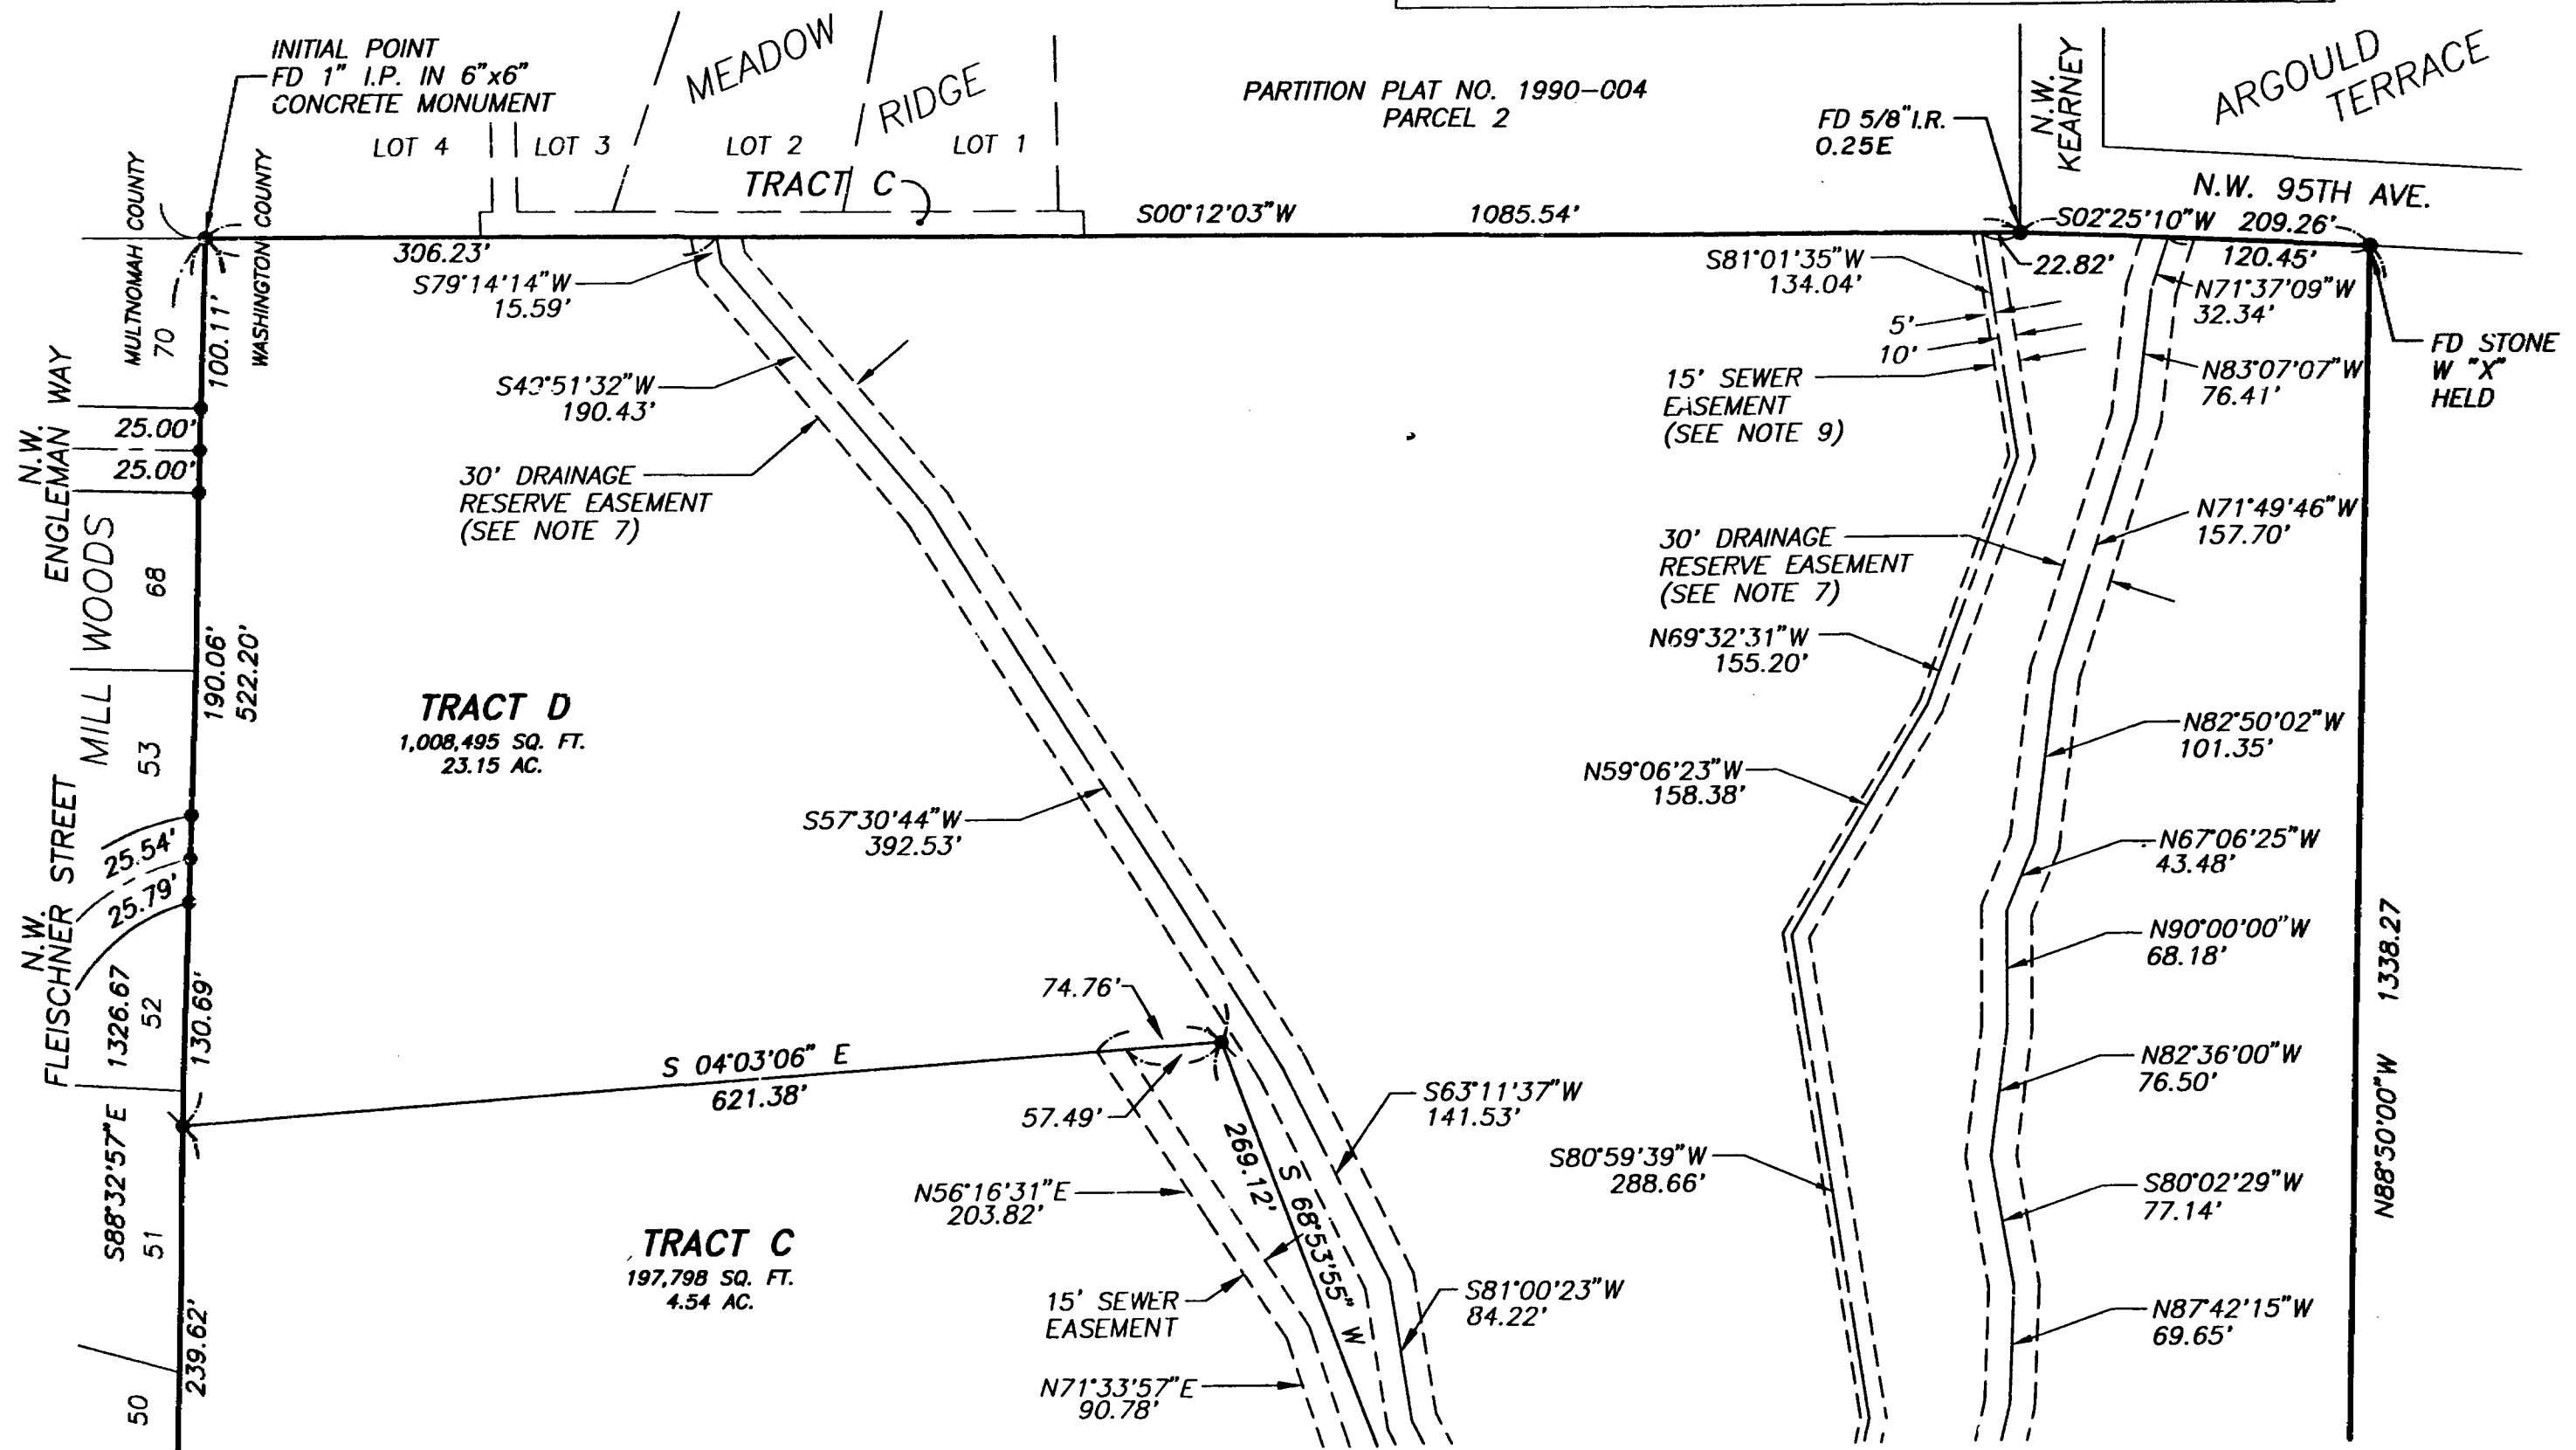 INITIAL POINT
FD 1" I.P. IN 6"x6"
CONCRETE MONUMENT
MEADOW
RIDGE
LOT 4
LOT 3
LOT 2
LOT 1
TRACT C
PARTITION PLAT NO. 1990-004
PARCEL 2
FD 5/8" I.R.
0.25E
N.W.
KEARNEY
ARGOULD
TERRACE
N.W. 95TH AVE.
S00°12'03"W 1085.54'
S02°25'10"W 209.26'
306.23'
22.82'
120.45'
MULTNOMAH COUNTY
WASHINGTON COUNTY
70
100.11'
N.W.
ENGLEMAN WAY
25.00'
25.00'
MILL WOODS
68
190.06'
522.20'
53
N.W.
FLEISCHNER STREET
25.54'
25.79'
S88°32'57"E 1326.67
52
130.69'
51
239.62'
50
S79°14'14"W
15.59'
190.43'
30' DRAINAGE
RESERVE EASEMENT
(SEE NOTE 7)
TRACT D
1,008,495 SQ. FT.
23.15 AC.
S57°30'44"W
392.53'
74.76'
57.49'
S 04°03'06" E
621.38'
TRACT C
197,798 SQ. FT.
4.54 AC.
N56°16'31"E
203.82'
15' SEWER
EASEMENT
N71°33'57"E
90.78'
269.12'
S 68°53'55" W
S63°11'37"W
141.53'
S81°00'23"W
84.22'
S81°01'35"W
134.04'
5'
10'
15' SEWER
EASEMENT
(SEE NOTE 9)
30' DRAINAGE
RESERVE EASEMENT
(SEE NOTE 7)
N69°32'31"W
155.20'
N59°06'23"W
158.38'
S80°59'39"W
288.66'
N71°37'09"W
32.34'
N83°07'07"W
76.41'
N71°49'46"W
157.70'
N82°50'02"W
101.35'
N67°06'25"W
43.48'
N90°00'00"W
68.18'
N82°36'00"W
76.50'
S80°02'29"W
77.14'
N87°42'15"W
69.65'
FD STONE
W "X"
HELD
N88°50'00"W 1338.27